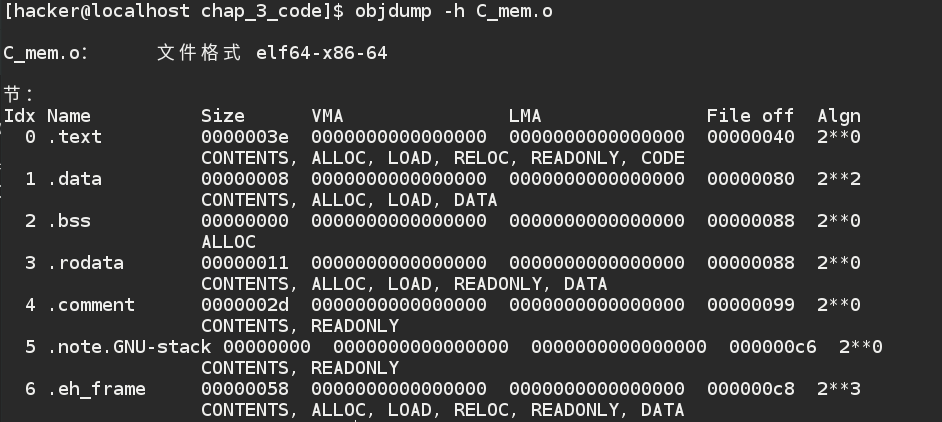 [hacker@localhost chap_3_code]$ objdump -h C_mem.o
C_mem.o：     文件格式 elf64-x86-64
节：
Idx Name          Size      VMA               LMA               File off  Algn
  0 .text         0000003e  0000000000000000  0000000000000000  00000040  2**0
                  CONTENTS, ALLOC, LOAD, RELOC, READONLY, CODE
  1 .data         00000008  0000000000000000  0000000000000000  00000080  2**2
                  CONTENTS, ALLOC, LOAD, DATA
  2 .bss          00000000  0000000000000000  0000000000000000  00000088  2**0
                  ALLOC
  3 .rodata       00000011  0000000000000000  0000000000000000  00000088  2**0
                  CONTENTS, ALLOC, LOAD, READONLY, DATA
  4 .comment      0000002d  0000000000000000  0000000000000000  00000099  2**0
                  CONTENTS, READONLY
  5 .note.GNU-stack 00000000  0000000000000000  0000000000000000  000000c6  2**0
                  CONTENTS, READONLY
  6 .eh_frame     00000058  0000000000000000  0000000000000000  000000c8  2**3
                  CONTENTS, ALLOC, LOAD, RELOC, READONLY, DATA